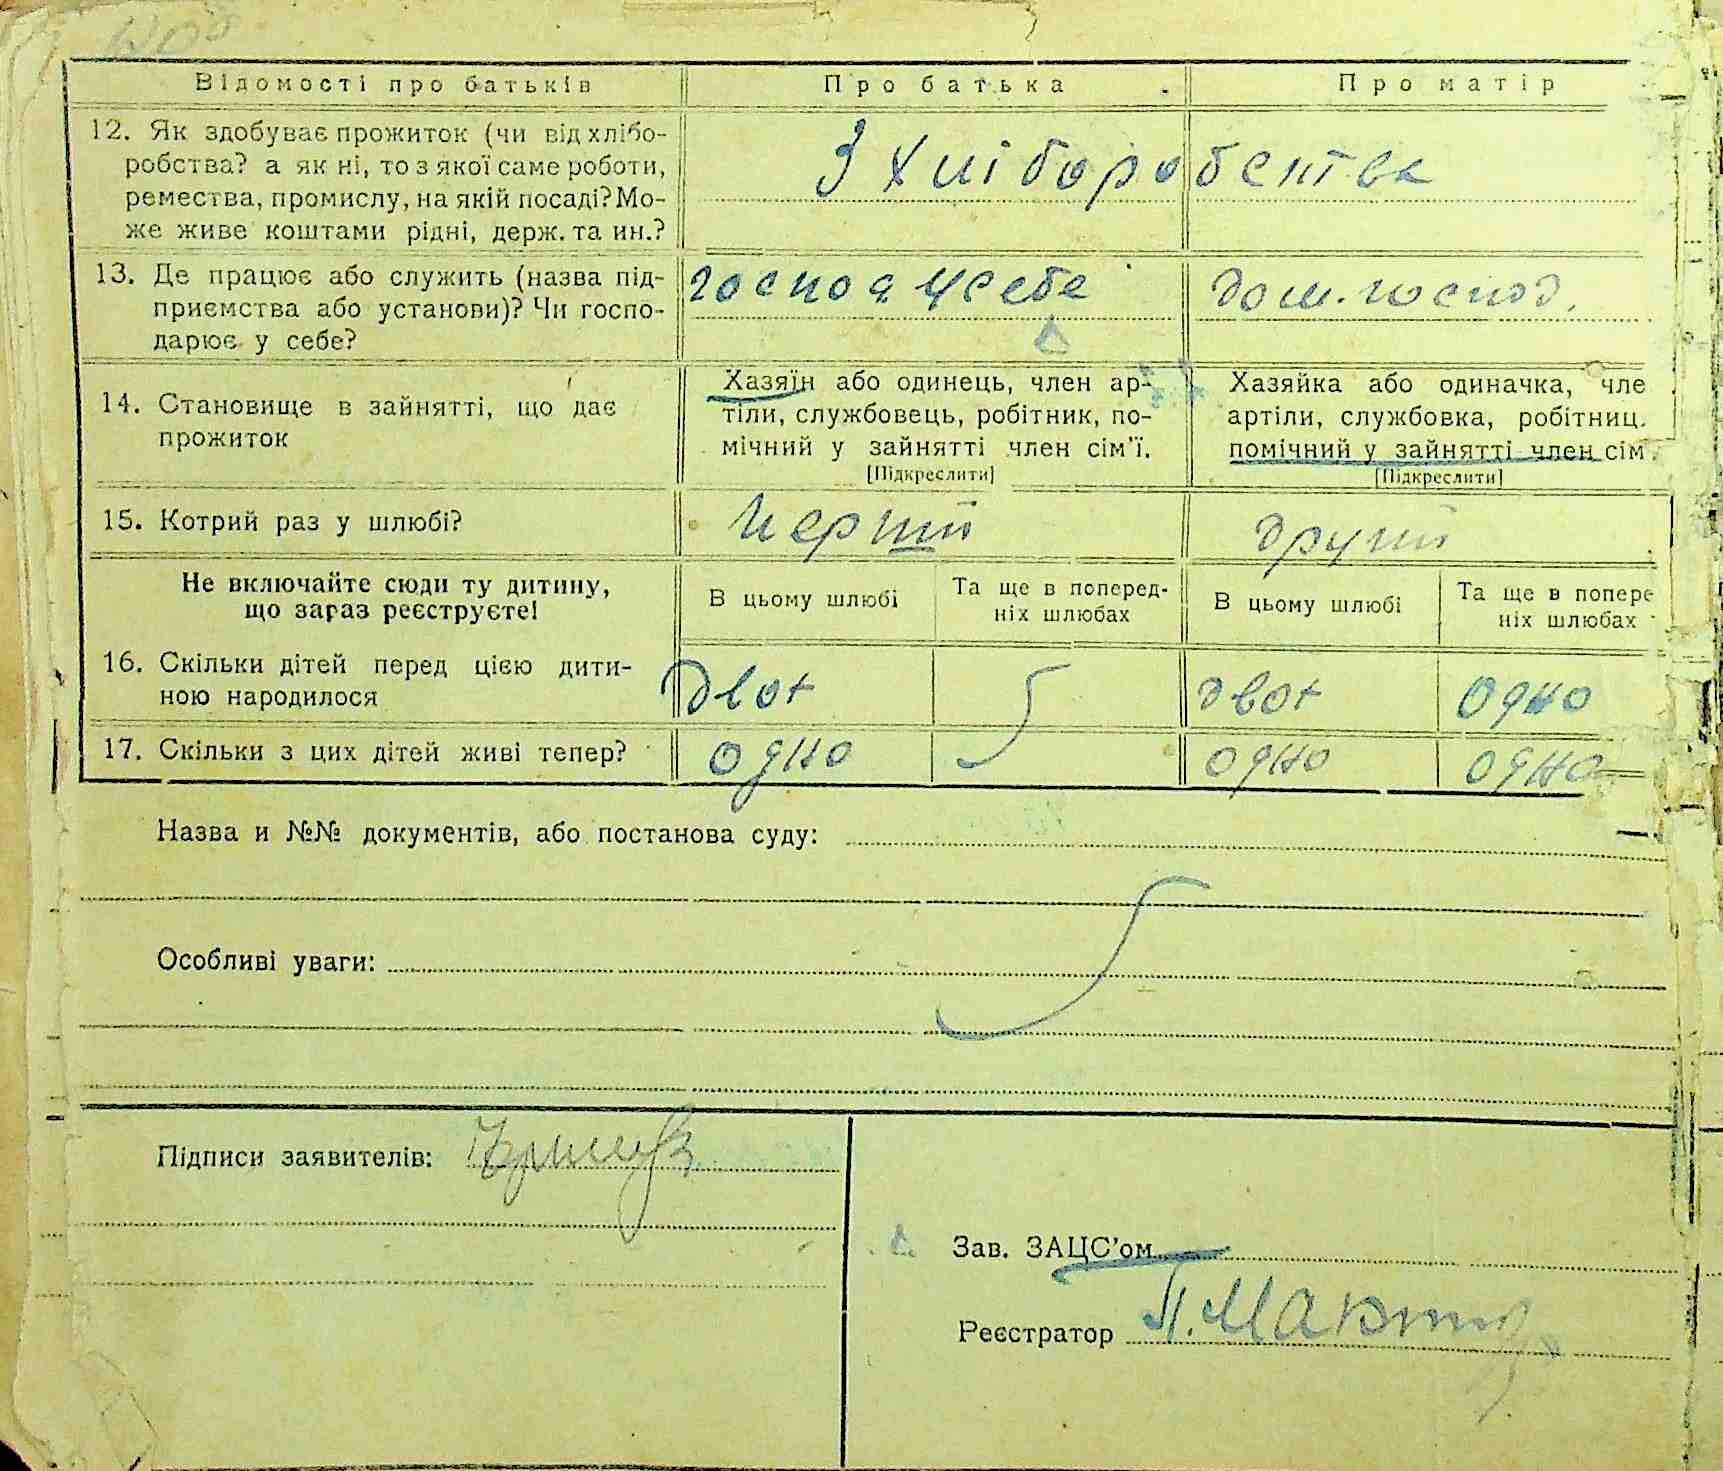 Відомості про батьків Про батька Про матір
12. Як здобуває прожиток (чи від хлібо-
робства? а як ні, то з якої саме роботи,
ремества, промислу, на якій посаді? Мо-
же живе коштами рідні, держ. та ин.?
З хліборобства
13. Де працює або служить (назва під-
приємства або установи)? Чи госпо-
дарює у себе?
господ. у себе
дом. господ.
14. Становище в зайнятті, що дає
прожиток
Хазяїн або одинець, член ар-
тіли, службовець, робітник, по-
мічний у зайнятті член сім'ї.
[Підкреслити]
Хазяйка або одиначка, чле
артіли, службовка, робітниц.
помічний у зайнятті член сім.
[Підкреслити]
15. Котрий раз у шлюбі?
перший
другий
Не включайте сюди ту дитину,
що зараз реєструєте!
В цьому шлюбі
Та ще в поперед-
ніх шлюбах
В цьому шлюбі
Та ще в попере
ніх шлюбах
16. Скільки дітей перед цією дити-
ною народилося
двох двох одно
17. Скільки з цих дітей живі тепер?
одно одно одно
Назва и №№ документів, або постанова суду:
Особливі уваги:
Підписи заявителів:
Зав. ЗАЦС'ом
Реєстратор П.